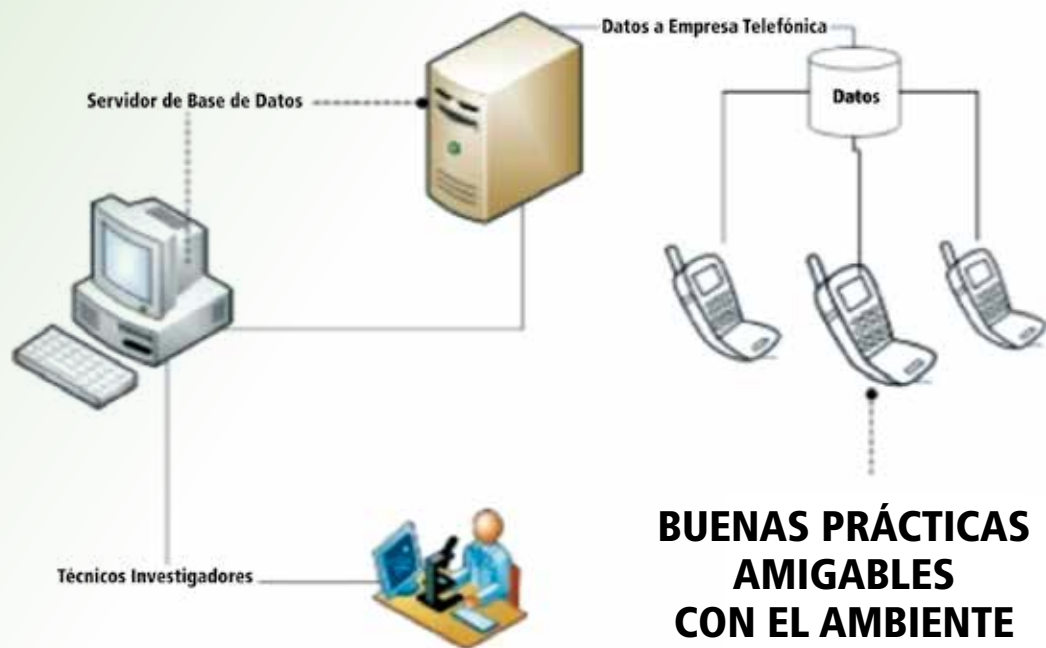 Datos a Empresa Telefónica
Servidor de Base de Datos
Datos
Técnicos Investigadores
BUENAS PRÁCTICAS
AMIGABLES
CON EL AMBIENTE